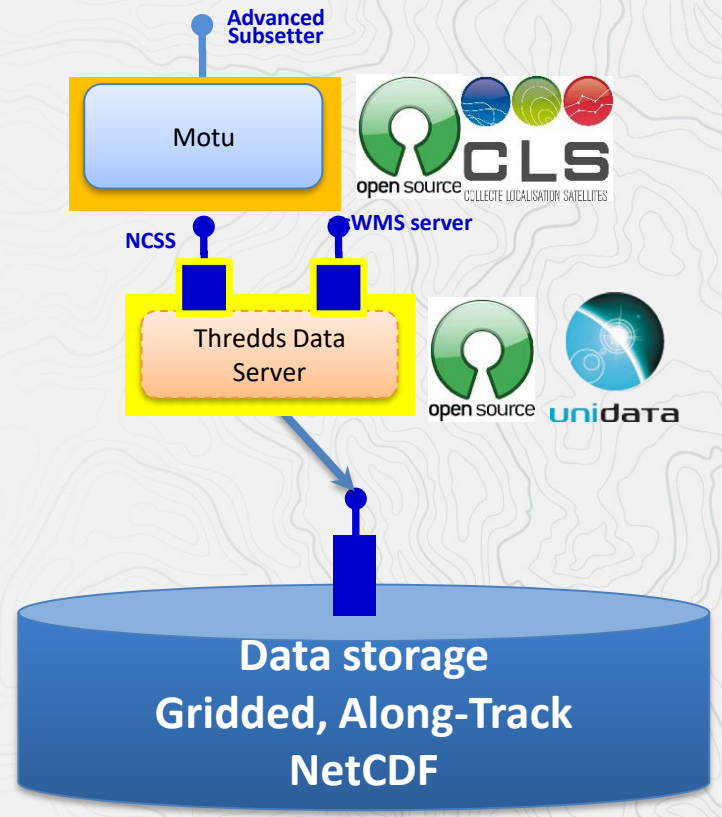 Advanced
Subsetter
Motu
open source
CLS
COLLECTE LOCALISATION SATELLITES
NCSS
WMS server
Thredds Data
Server
open source
unidata
Data storage
Gridded, Along-Track
NetCDF